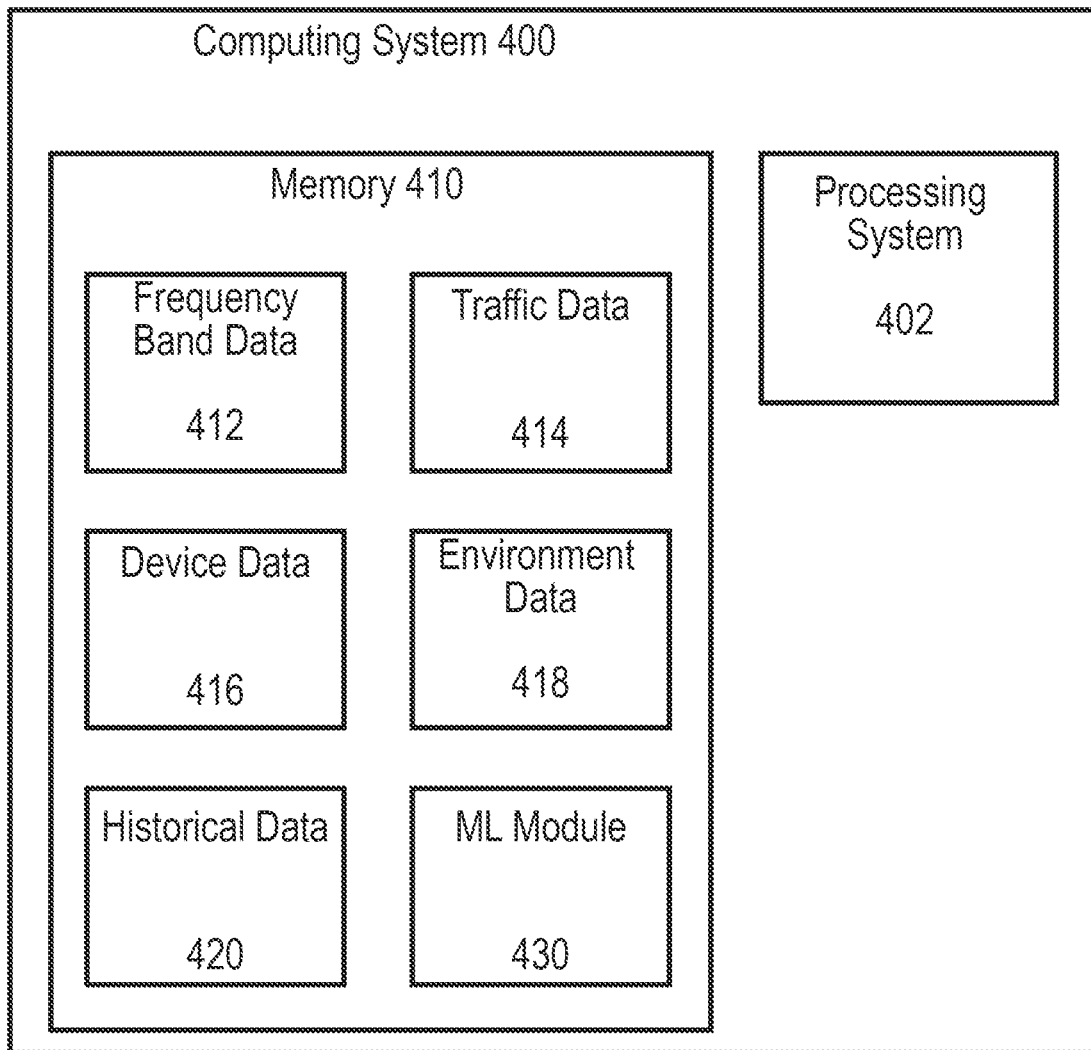 Computing System 400
Memory 410
Frequency
Band Data
412
Traffic Data
414
Device Data
416
Environment
Data
418
Historical Data
420
ML Module
430
Processing
System
402